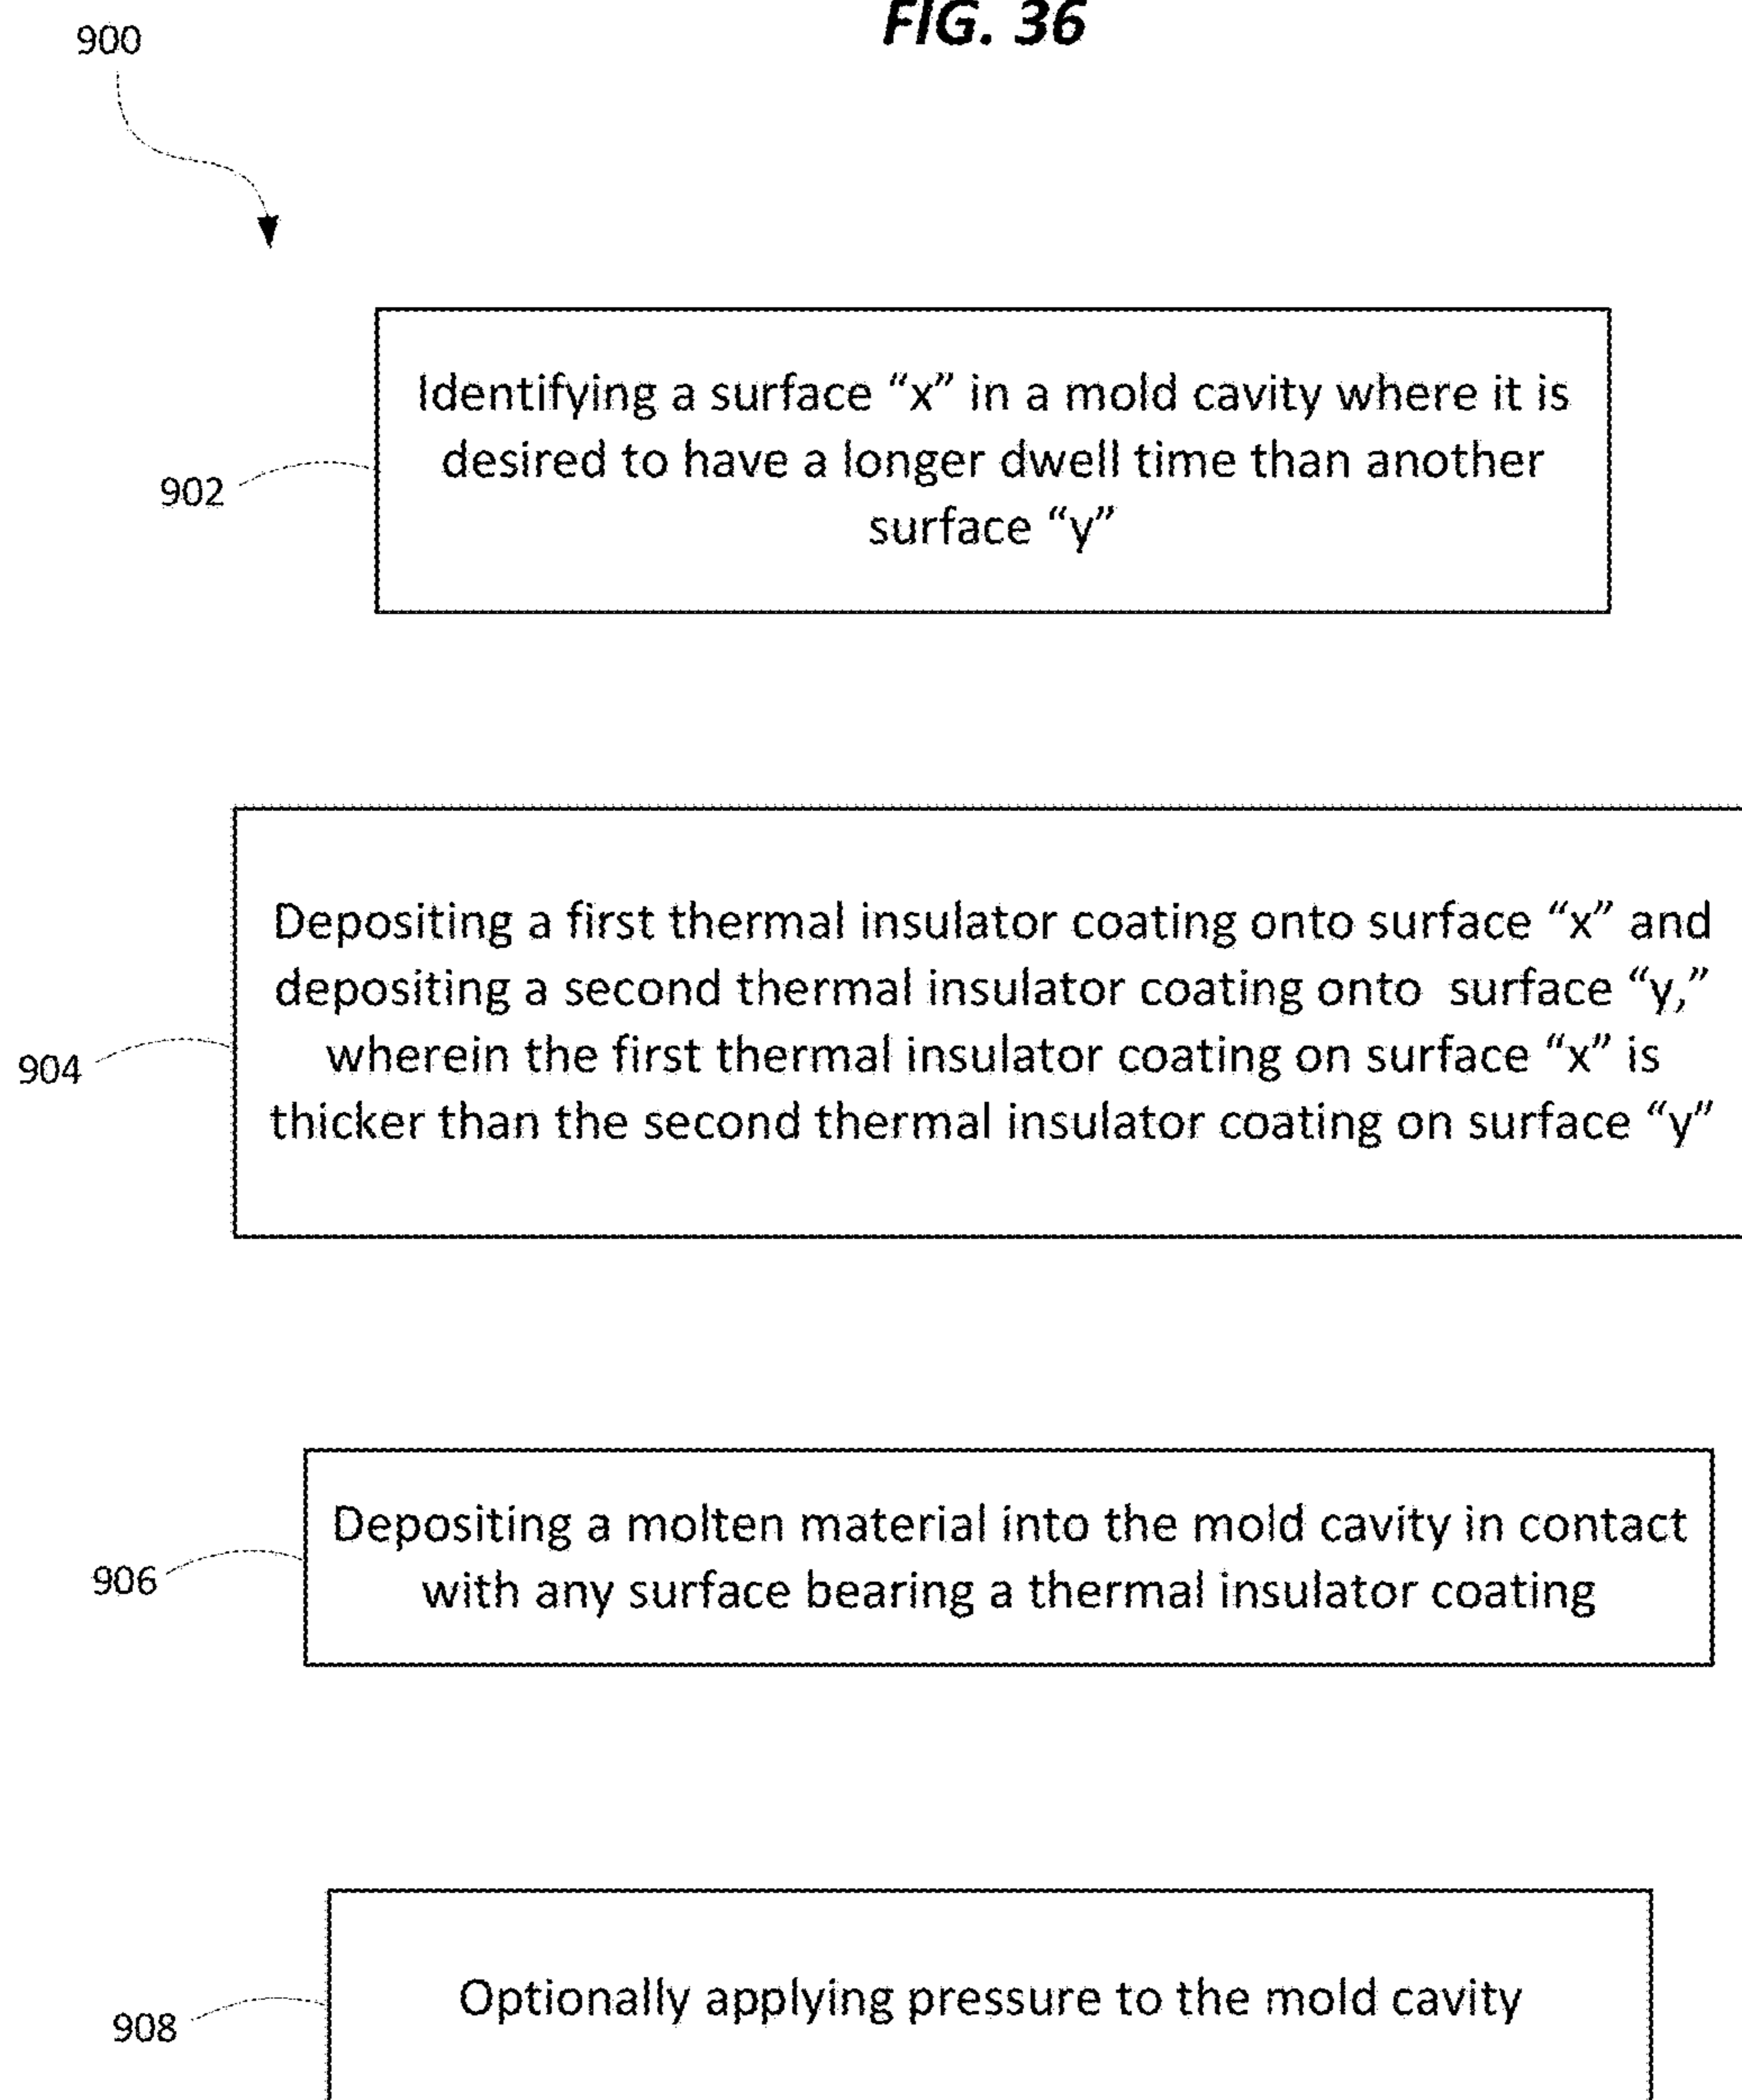 FIG. 36
900
Identifying a surface “x” in a mold cavity where it is
desired to have a longer dwell time than another
surface “y”
902
Depositing a first thermal insulator coating onto surface “x” and
depositing a second thermal insulator coating onto surface “y,”
wherein the first thermal insulator coating on surface “x” is
thicker than the second thermal insulator coating on surface “y”
904
Depositing a molten material into the mold cavity in contact
with any surface bearing a thermal insulator coating
906
Optionally applying pressure to the mold cavity
908